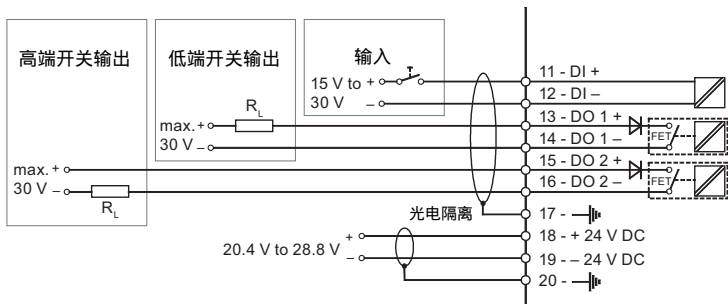 高端开关输出
低端开关输出
输入
15 V to +
30 V –
R_L
max. +
30 V –
max. +
30 V –
R_L
光电隔离
20.4 V to 28.8 V
+
–
11 - DI +
12 - DI –
13 - DO 1 +
14 - DO 1 –
15 - DO 2 +
16 - DO 2 –
17 -
18 - + 24 V DC
19 - – 24 V DC
20 -
FET
FET